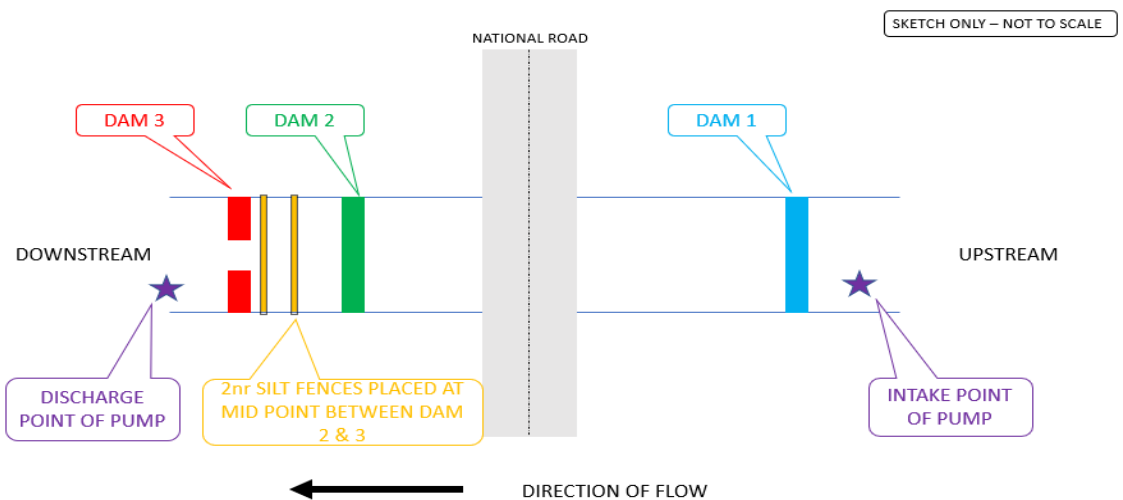 SKETCH ONLY – NOT TO SCALE
NATIONAL ROAD
DAM 3
DAM 2
DAM 1
DOWNSTREAM
UPSTREAM
DISCHARGE
POINT OF PUMP
2nr SILT FENCES PLACED AT
MID POINT BETWEEN DAM
2 & 3
INTAKE POINT
OF PUMP
DIRECTION OF FLOW